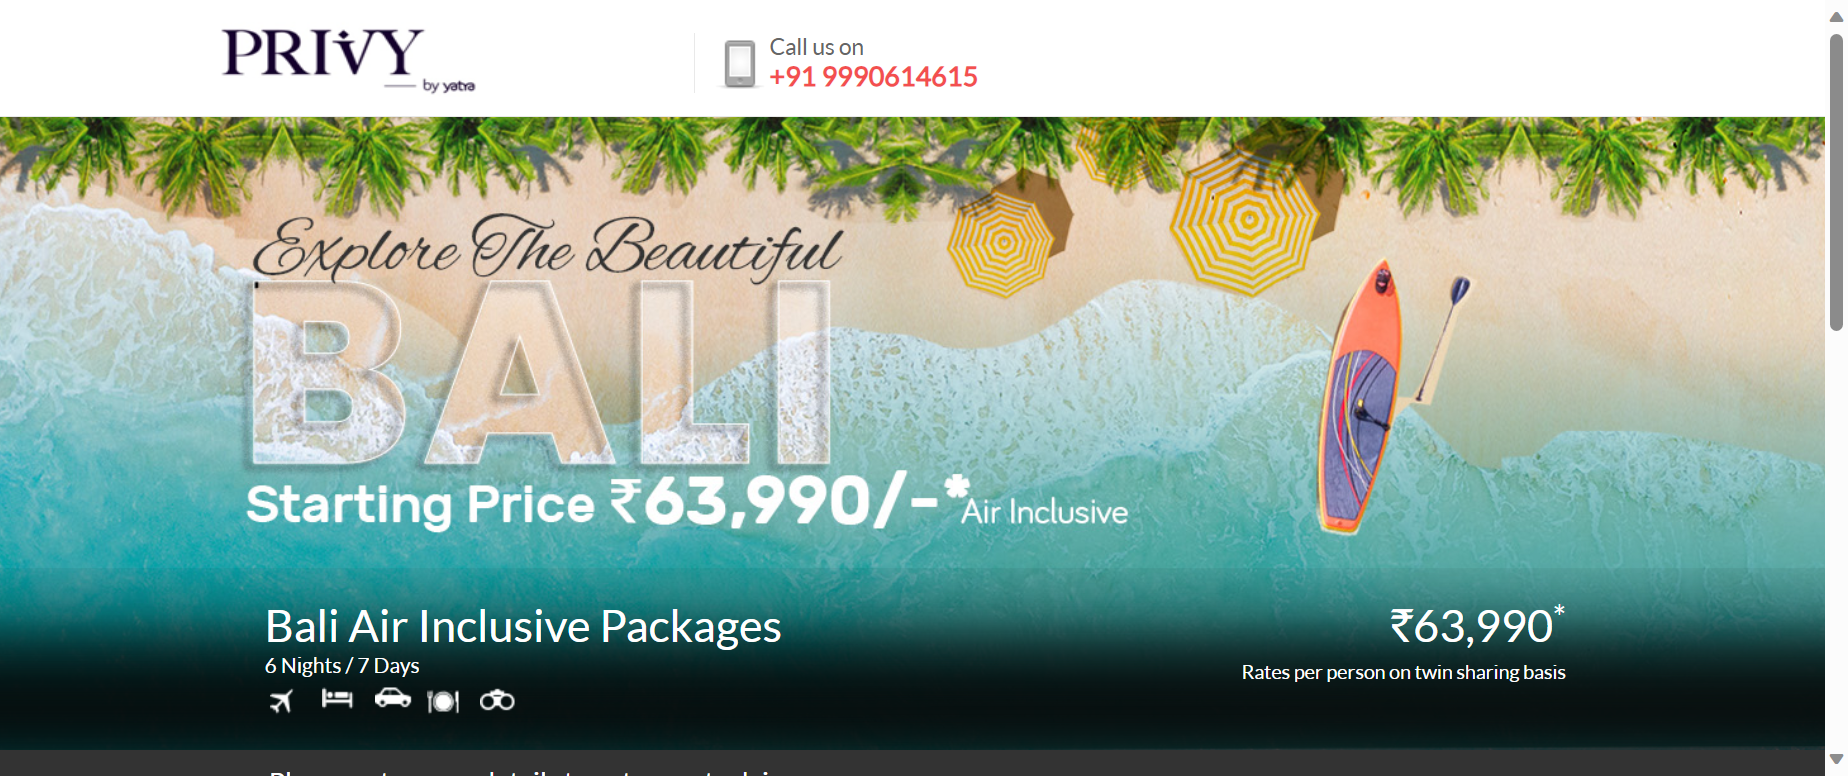 PRIVY
by yatra
Call us on
+91 9990614615
Explore The Beautiful
BALI
Starting Price ₹63,990/-* Air Inclusive
Bali Air Inclusive Packages
6 Nights / 7 Days
₹63,990*
Rates per person on twin sharing basis